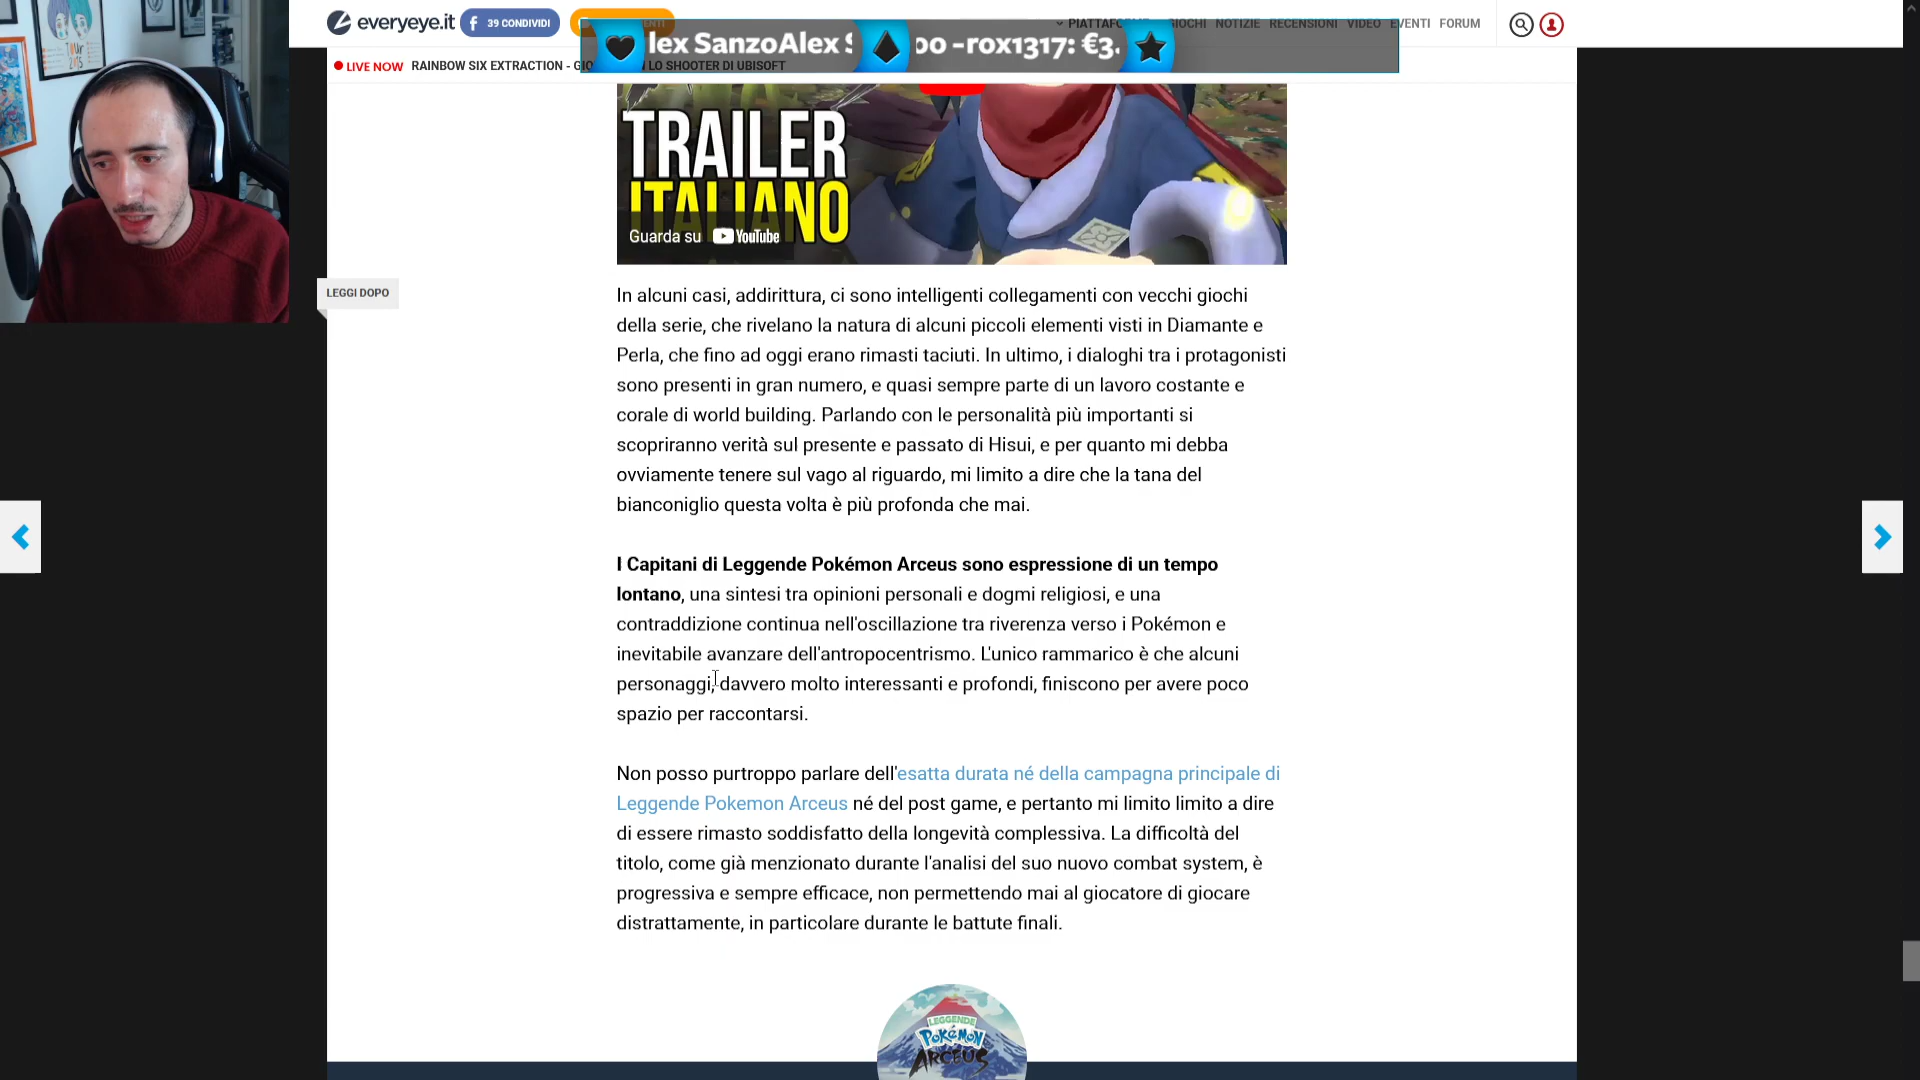 everyeye.it
39 CONDIVIDI
GIOCHI NOTIZIE RECENSIONI VIDEO EVENTI FORUM
lex SanzoAlex S
00 -rox1317: €3.
LIVE NOW RAINBOW SIX EXTRACTION - GIO
LO SHOOTER DI UBISOFT
TOUR
2015
TRAILER
ITALIANO
Guarda su YouTube
LEGGI DOPO
In alcuni casi, addirittura, ci sono intelligenti collegamenti con vecchi giochi
della serie, che rivelano la natura di alcuni piccoli elementi visti in Diamante e
Perla, che fino ad oggi erano rimasti taciuti. In ultimo, i dialoghi tra i protagonisti
sono presenti in gran numero, e quasi sempre parte di un lavoro costante e
corale di world building. Parlando con le personalità più importanti si
scopriranno verità sul presente e passato di Hisui, e per quanto mi debba
ovviamente tenere sul vago al riguardo, mi limito a dire che la tana del
bianconiglio questa volta è più profonda che mai.
I Capitani di Leggende Pokémon Arceus sono espressione di un tempo
lontano, una sintesi tra opinioni personali e dogmi religiosi, e una
contraddizione continua nell'oscillazione tra riverenza verso i Pokémon e
inevitabile avanzare dell'antropocentrismo. L'unico rammarico è che alcuni
personaggi, davvero molto interessanti e profondi, finiscono per avere poco
spazio per raccontarsi.
Non posso purtroppo parlare dell'esatta durata né della campagna principale di
Leggende Pokemon Arceus né del post game, e pertanto mi limito limito a dire
di essere rimasto soddisfatto della longevità complessiva. La difficoltà del
titolo, come già menzionato durante l'analisi del suo nuovo combat system, è
progressiva e sempre efficace, non permettendo mai al giocatore di giocare
distrattamente, in particolare durante le battute finali.
LEGGENDE
POKÉMON
ARCEUS